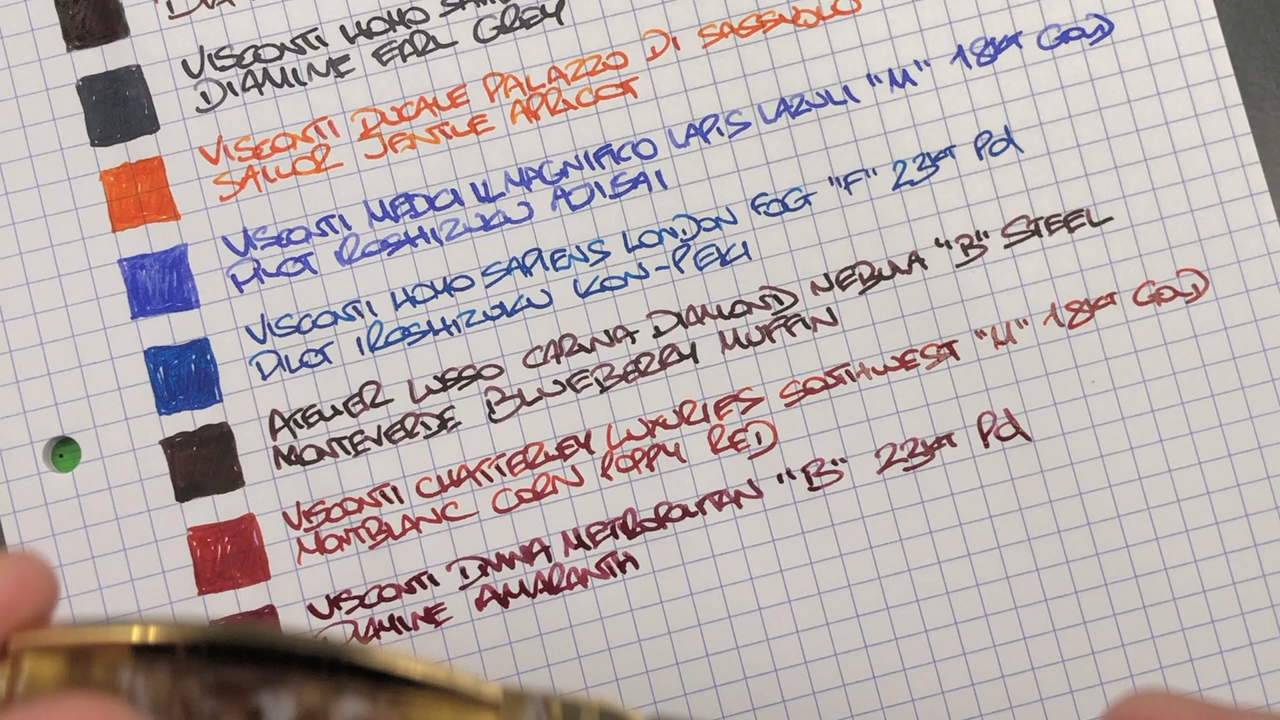 VISCONTI HOMO
DIAMINE EARL GREY
VISCONTI DUCALE PALAZZO DI SASSUOLO
SAILOR JENTLE APRICOT
VISCONTI MEDICI IL MAGNIFICO LAPIS LAZULI "M" 18kt GOLD
PILOT IROSHIZUKU AJISAI
VISCONTI HOMO SAPIENS LONDON FOG "F" 23kt Pd
PILOT IROSHIZUKU KON-PEKI
ATELIER LUSSO CARINA DIAMOND NEBULA "B" STEEL
MONTEVERDE BLUEBERRY MUFFIN
VISCONTI CHATTERLEY LUXURIES SOUTHWEST "M" 18kt GOLD
MONTBLANC CORN POPPY RED
VISCONTI DIVINA METROPOLITAN "B" 23kt Pd
DIAMINE AMARANTH